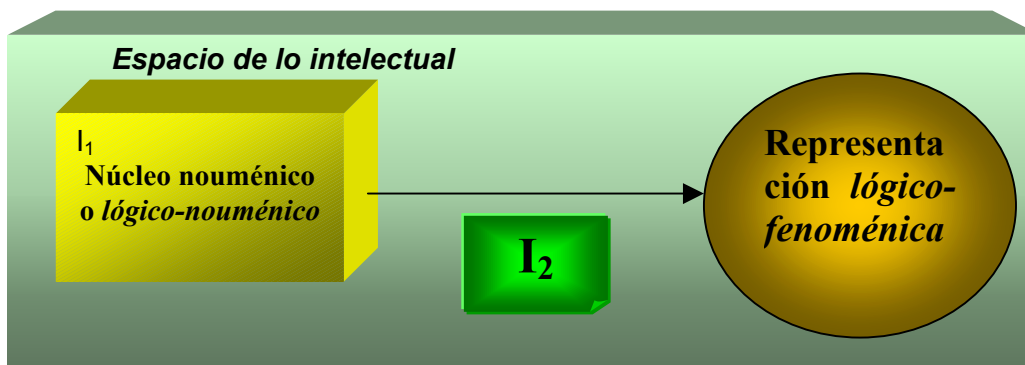 Espacio de lo intelectual
I₁
Núcleo nouménico
o lógico-nouménico
I₂
Representa
ción lógico-
fenoménica